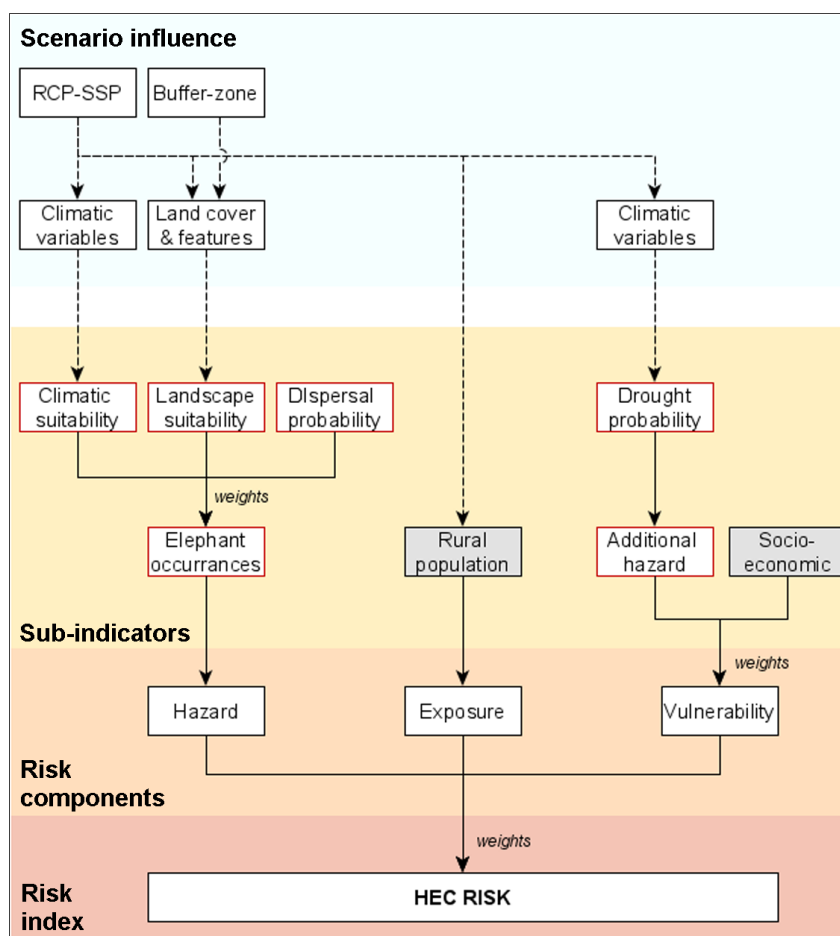 Scenario influence
RCP-SSP
Buffer-zone
Climatic
variables
Land cover
& features
Climatic
variables
Climatic
suitability
Landscape
suitability
DIspersal
probability
Drought
probability
weights
Elephant
occurrances
Rural
population
Additional
hazard
Socio-
economic
Sub-indicators
weights
Hazard
Exposure
Vulnerability
Risk
components
weights
Risk
index
HEC RISK